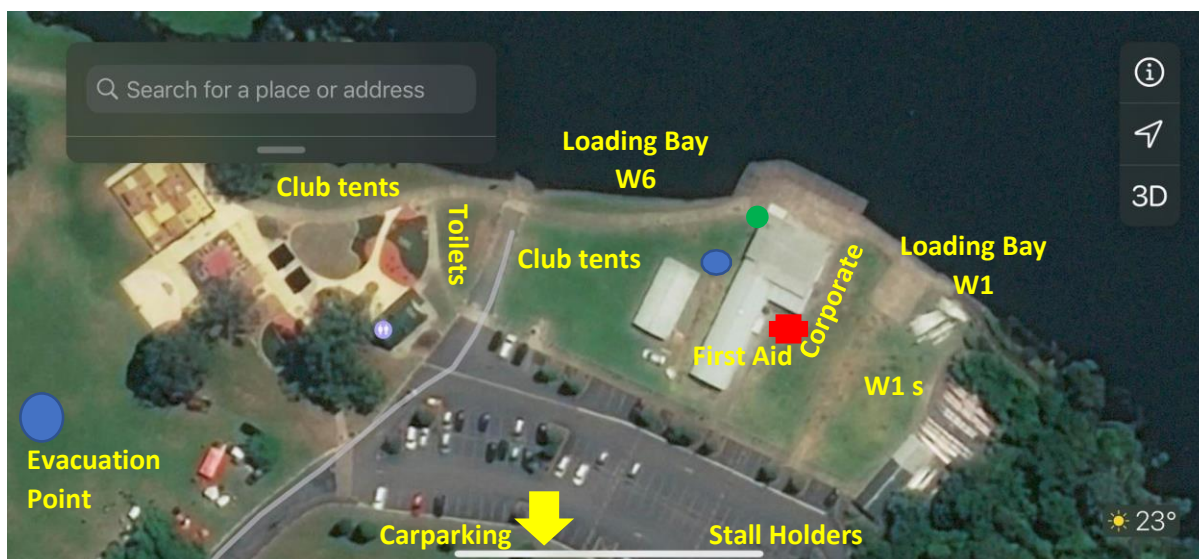 Search for a place or address
3D
Loading Bay
W6
Club tents
Toilets
Club tents
Loading Bay
W1
Corporate
First Aid
W1 s
Evacuation
Point
Carparking
Stall Holders
23°